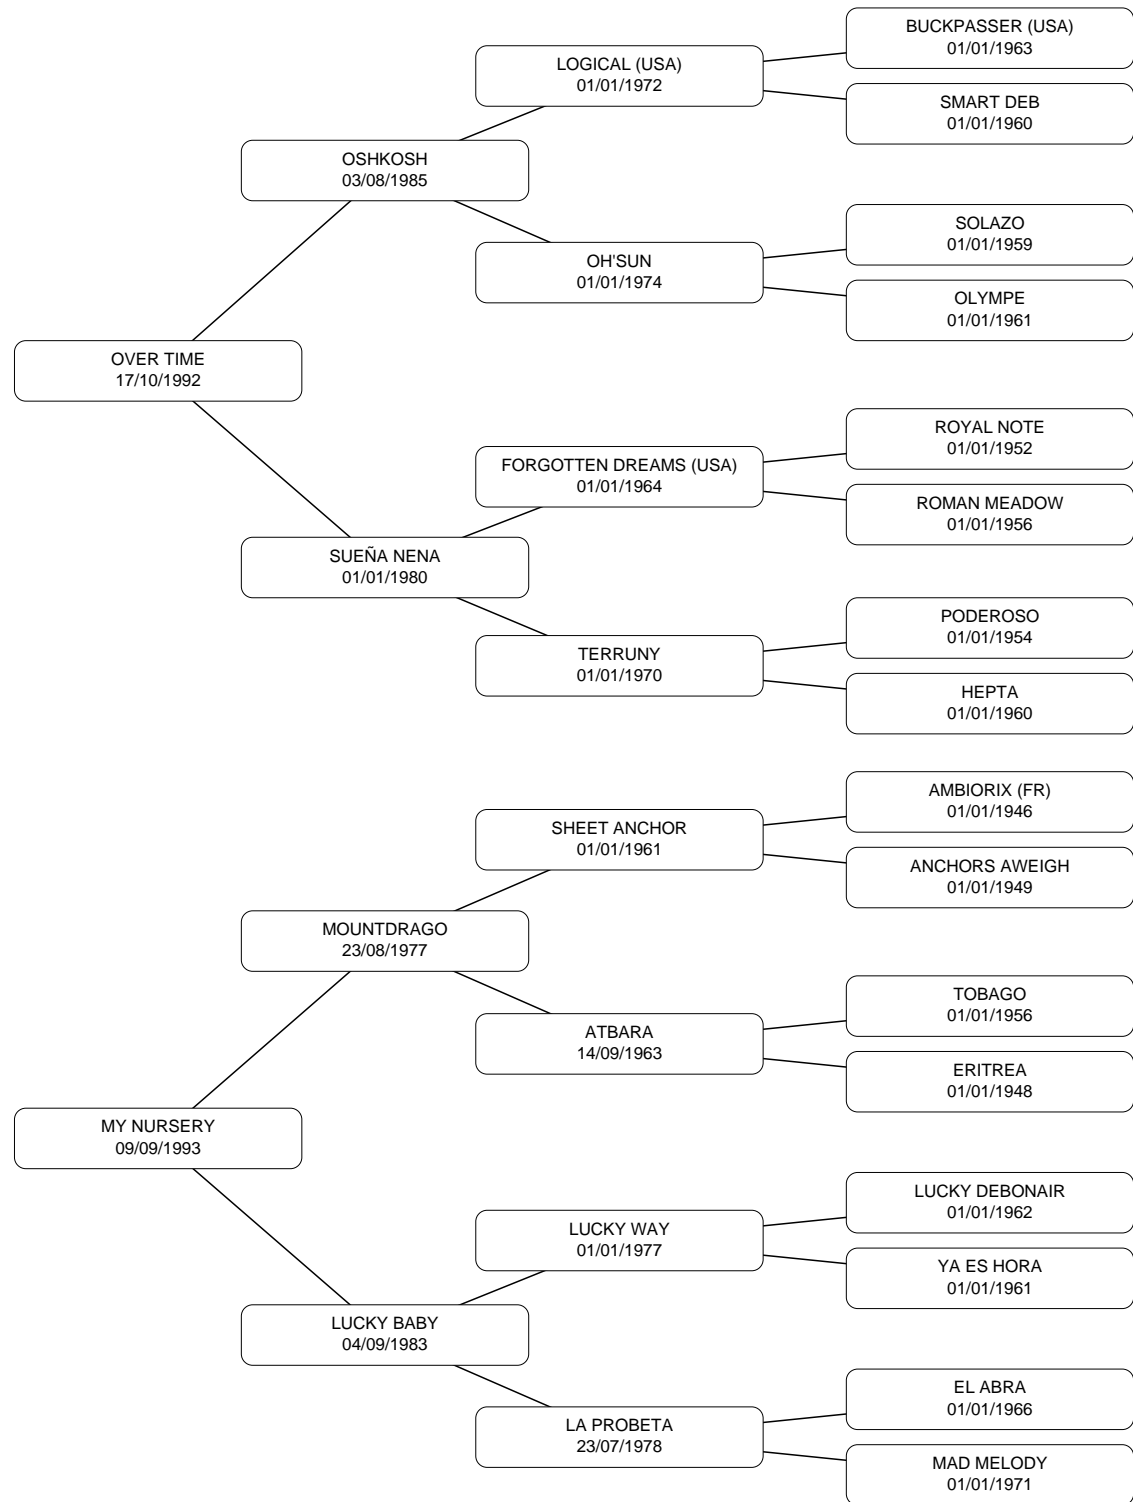 BUCKPASSER (USA)
01/01/1963
LOGICAL (USA)
01/01/1972
SMART DEB
01/01/1960
OSHKOSH
03/08/1985
SOLAZO
01/01/1959
OH'SUN
01/01/1974
OLYMPE
01/01/1961
OVER TIME
17/10/1992
ROYAL NOTE
01/01/1952
FORGOTTEN DREAMS (USA)
01/01/1964
ROMAN MEADOW
01/01/1956
SUEÑA NENA
01/01/1980
PODEROSO
01/01/1954
TERRUNY
01/01/1970
HEPTA
01/01/1960
AMBIORIX (FR)
01/01/1946
SHEET ANCHOR
01/01/1961
ANCHORS AWEIGH
01/01/1949
MOUNTDRAGO
23/08/1977
TOBAGO
01/01/1956
ATBARA
14/09/1963
ERITREA
01/01/1948
MY NURSERY
09/09/1993
LUCKY DEBONAIR
01/01/1962
LUCKY WAY
01/01/1977
YA ES HORA
01/01/1961
LUCKY BABY
04/09/1983
EL ABRA
01/01/1966
LA PROBETA
23/07/1978
MAD MELODY
01/01/1971